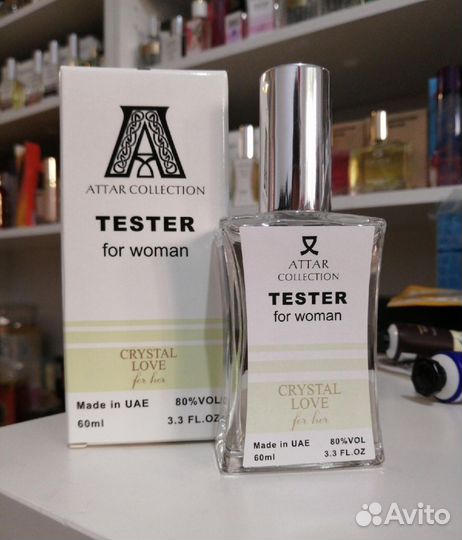 ATTAR COLLECTION
TESTER
for woman
CRYSTAL
LOVE
for her
Made in UAE 80%VOL
60ml 3.3 FL.OZ
ATTAR
COLLECTION
TESTER
for woman
CRYSTAL
LOVE
for her
Made in UAE 80%VOL
60ml 3.3 FL.OZ
Avito